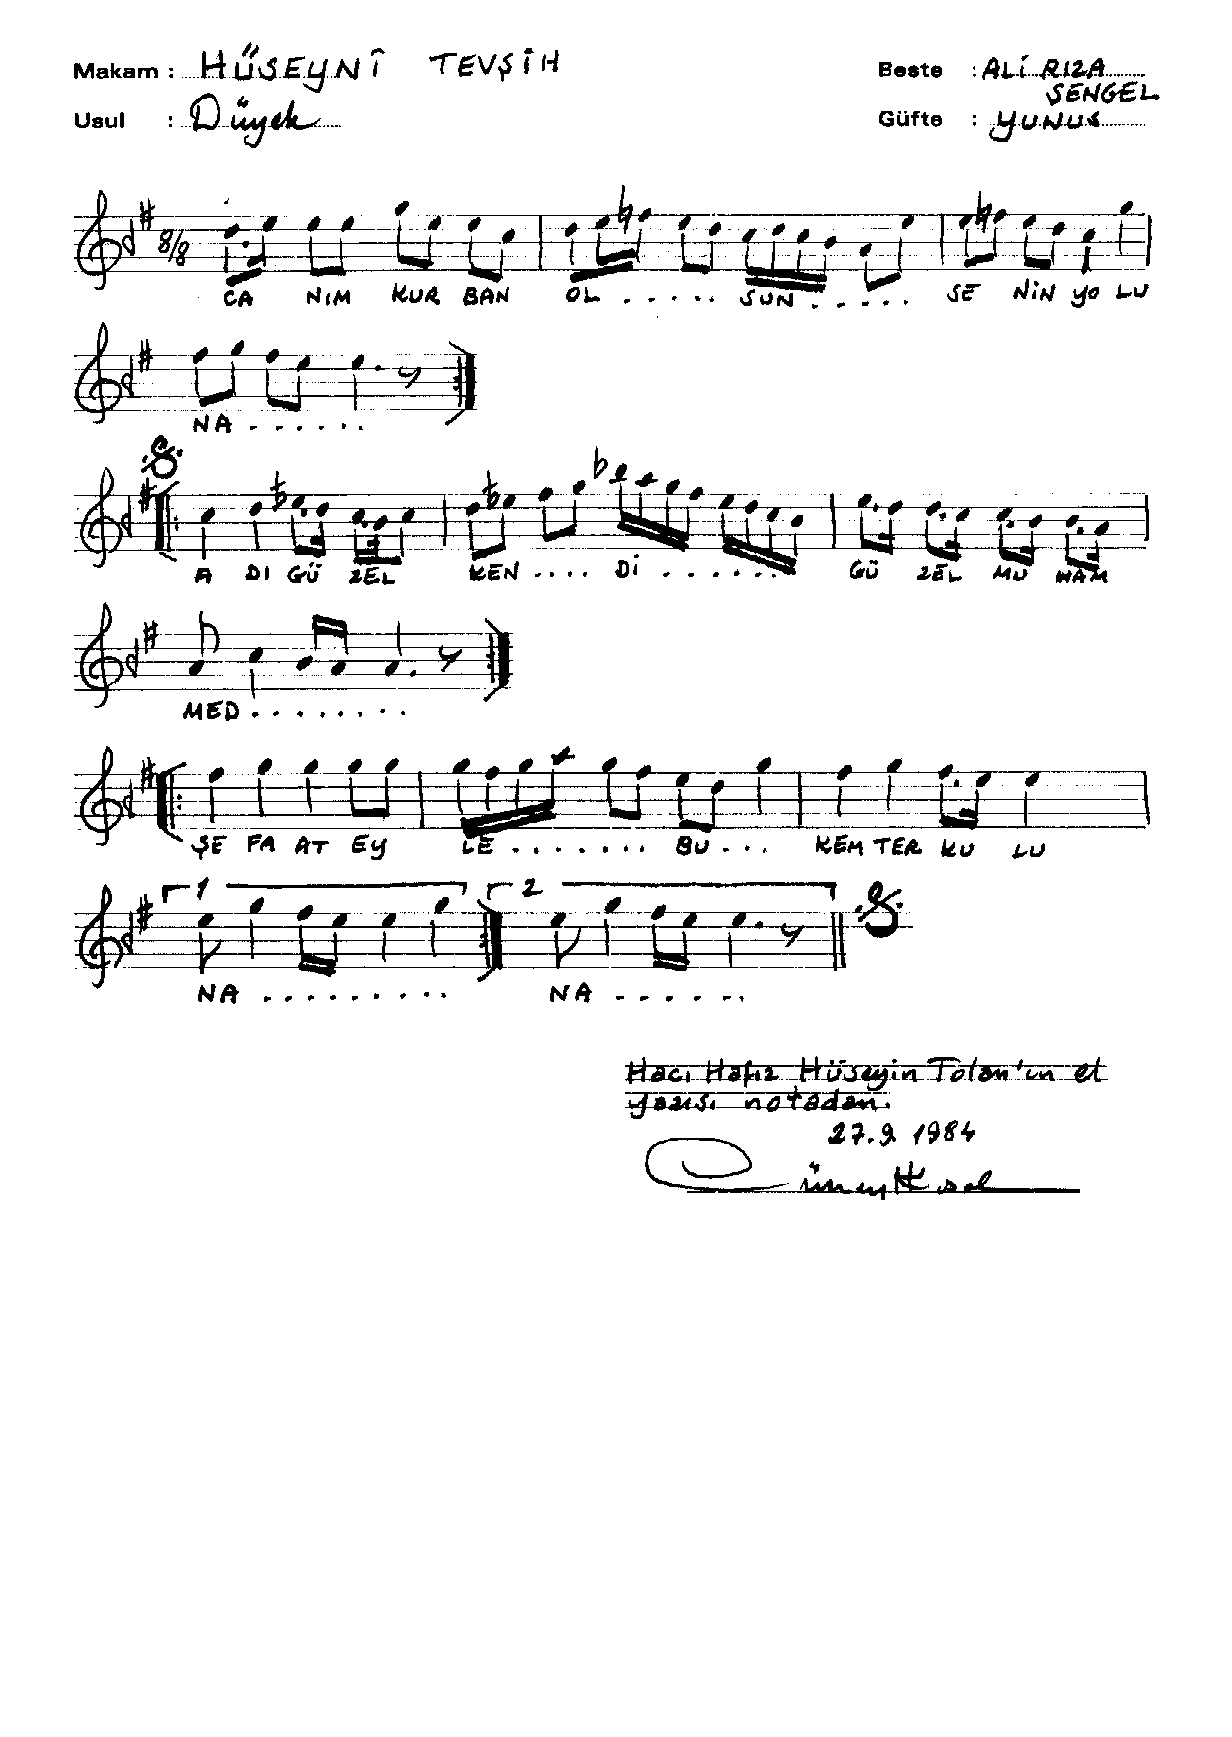 Makam : HÜSEYNÎ TEVŞİH
Usul : Düyek
Beste : ALİ RIZA ŞENGEL
Güfte : YUNUS
8/8
CA NIM KUR BAN OL . . . . . SUN . . . . . SE NİN YO LU
NA . . . . . .
A DI GÜ ZEL KEN . . . . Dİ . . . . . . GÜ ZEL MU HAM
MED . . . . . . . .
ŞE FA AT EY LE . . . . . . . BU . . . KEM TER KU LU
1 2
NA . . . . . . . . . NA . . . . . .
Hacı Hafız Hüseyin Tolan'ın el
yazısı notadan.
27.9 1984